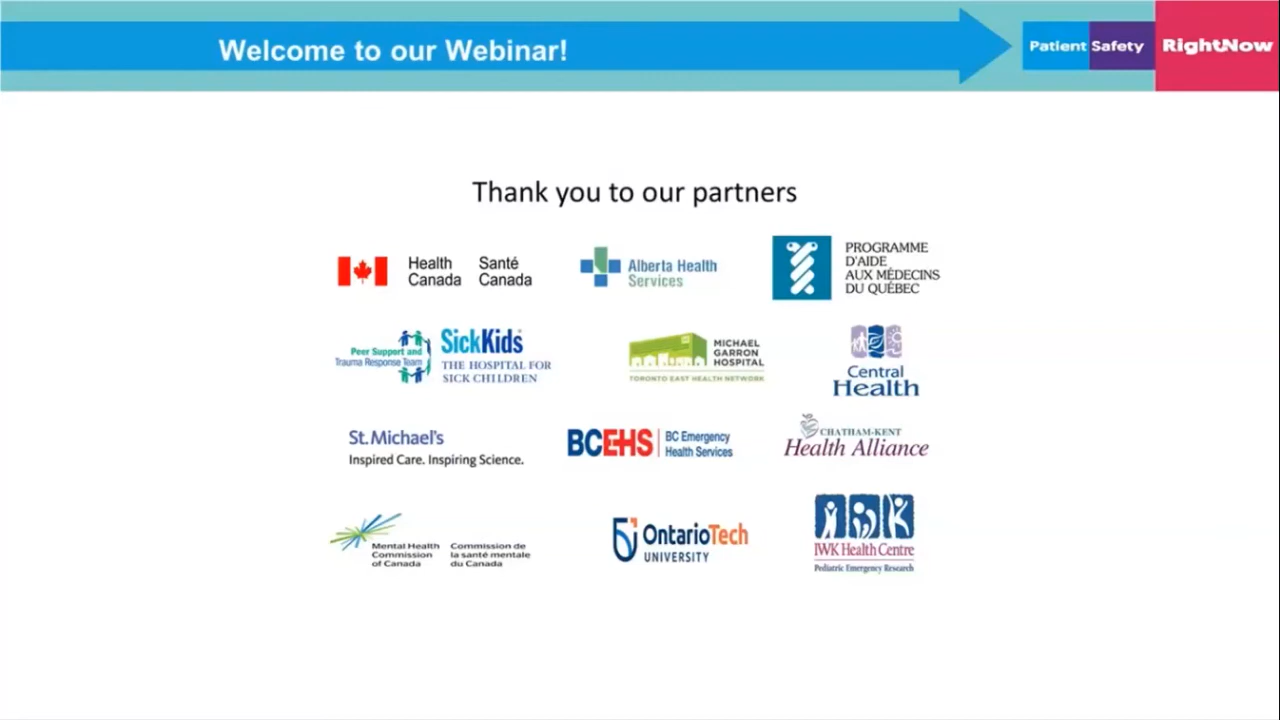 Welcome to our Webinar!
Patient Safety
RightNow
Thank you to our partners
Health Canada
Santé Canada
Alberta Health
Services
PROGRAMME
D'AIDE
AUX MÉDECINS
DU QUÉBEC
Peer Support and
Trauma Response Team
SickKids
THE HOSPITAL FOR
SICK CHILDREN
MICHAEL
GARRON
HOSPITAL
TORONTO EAST HEALTH NETWORK
Central
Health
St. Michael's
Inspired Care. Inspiring Science.
BCEHS
BC Emergency
Health Services
CHATHAM-KENT
Health Alliance
Mental Health
Commission
of Canada
Commission de
la santé mentale
du Canada
OntarioTech
UNIVERSITY
IWK Health Centre
Pediatric Emergency Research